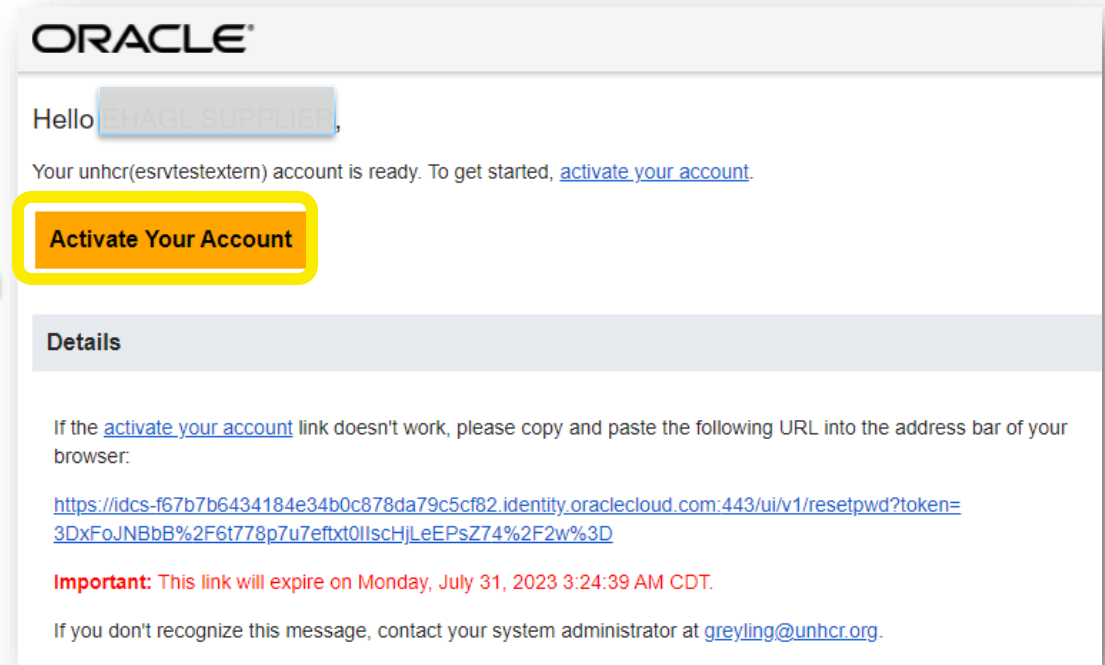 ORACLE®
Hello EHAGL SUPPLIER,
Your unhcr(esrvtestextern) account is ready. To get started, activate your account.
Activate Your Account
Details
If the activate your account link doesn't work, please copy and paste the following URL into the address bar of your
browser:
https://idcs-f67b7b6434184e34b0c878da79c5cf82.identity.oraclecloud.com:443/ui/v1/resetpwd?token=
3DxFoJNBbB%2F6t778p7u7eftxt0IIscHjLeEPsZ74%2F2w%3D
Important: This link will expire on Monday, July 31, 2023 3:24:39 AM CDT.
If you don't recognize this message, contact your system administrator at greyling@unhcr.org.